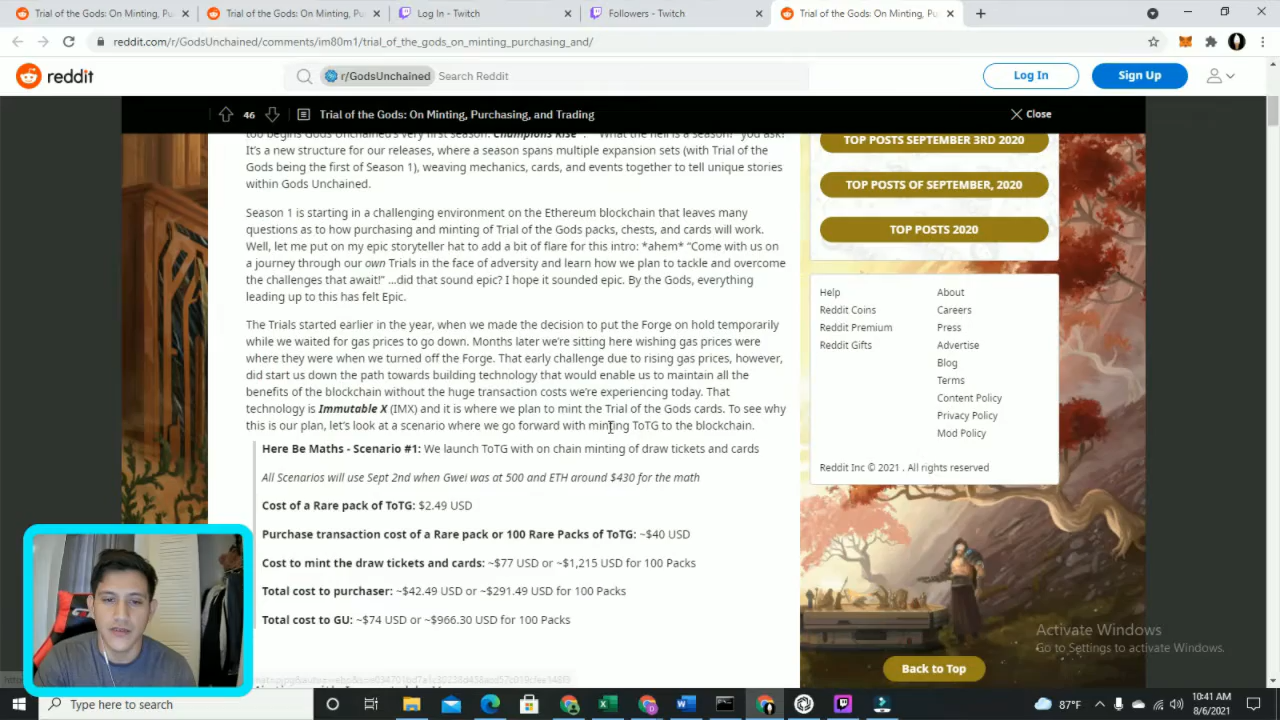 Trial of the Gods: On Minting, Pu
Trial of the Gods: On Minting, Pu
Log In - Twitch
Followers - Twitch
Trial of the Gods: On Minting, Pu
reddit.com/r/GodsUnchained/comments/im80m1/trial_of_the_gods_on_minting_purchasing_and/
reddit
r/GodsUnchained
Search Reddit
Log In
Sign Up
46
Trial of the Gods: On Minting, Purchasing, and Trading
Close
too begins Gods Unchained's very first season: "Champions Rise". "What the hell is a season?" you ask?
It's a new structure for our releases, where a season spans multiple expansion sets (with Trial of the
Gods being the first of Season 1), weaving mechanics, cards, and events together to tell unique stories
within Gods Unchained.
Season 1 is starting in a challenging environment on the Ethereum blockchain that leaves many
questions as to how purchasing and minting of Trial of the Gods packs, chests, and cards will work.
Well, let me put on my epic storyteller hat to add a bit of flare for this intro: *ahem* "Come with us on
a journey through our own Trials in the face of adversity and learn how we plan to tackle and overcome
the challenges that await!" ...did that sound epic? I hope it sounded epic. By the Gods, everything
leading up to this has felt Epic.
The Trials started earlier in the year, when we made the decision to put the Forge on hold temporarily
while we waited for gas prices to go down. Months later we're sitting here wishing gas prices were
where they were when we turned off the Forge. That early challenge due to rising gas prices, however,
did start us down the path towards building technology that would enable us to maintain all the
benefits of the blockchain without the huge transaction costs we're experiencing today. That
technology is Immutable X (IMX) and it is where we plan to mint the Trial of the Gods cards. To see why
this is our plan, let's look at a scenario where we go forward with minting ToTG to the blockchain.
Here Be Maths - Scenario #1: We launch ToTG with on chain minting of draw tickets and cards
All Scenarios will use Sept 2nd when Gwei was at 500 and ETH around $430 for the math
Cost of a Rare pack of ToTG: $2.49 USD
Purchase transaction cost of a Rare pack or 100 Rare Packs of ToTG: ~$40 USD
Cost to mint the draw tickets and cards: ~$77 USD or ~$1,215 USD for 100 Packs
Total cost to purchaser: ~$42.49 USD or ~$291.49 USD for 100 Packs
Total cost to GU: ~$74 USD or ~$966.30 USD for 100 Packs
TOP POSTS SEPTEMBER 3RD 2020
TOP POSTS OF SEPTEMBER, 2020
TOP POSTS 2020
Help
About
Reddit Coins
Careers
Reddit Premium
Press
Reddit Gifts
Advertise
Blog
Terms
Content Policy
Privacy Policy
Mod Policy
Reddit Inc © 2021 . All rights reserved
Activate Windows
Go to Settings to activate Windows.
Back to Top
Type here to search
87°F
10:41 AM
8/6/2021